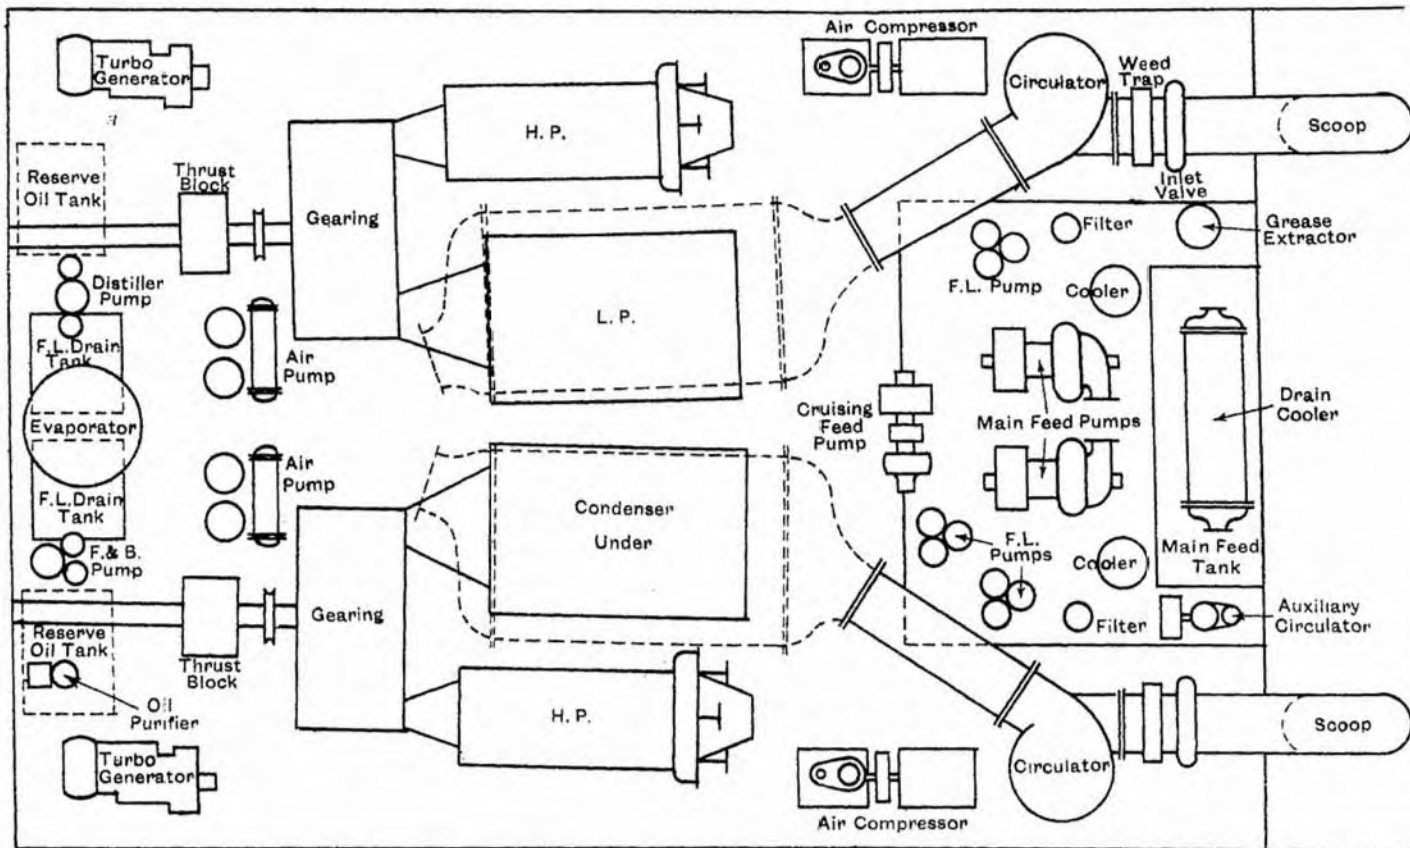 Air Compressor
Turbo
Generator
Weed
Trap
Circulator
Scoop
H. P.
Reserve
Oil Tank
Thrust
Block
Inlet
Valve
Gearing
Filter
Grease
Extractor
Distiller
Pump
F.L. Pump
Cooler
L. P.
F.L. Drain
Tank
Air
Pump
Evaporator
Cruising
Feed
Pump
Main Feed Pumps
Drain
Cooler
Air
Pump
F.L. Drain
Tank
Condenser
Under
F. & B.
Pump
F.L.
Pumps
Main Feed
Tank
Cooler
Gearing
Reserve
Oil Tank
Thrust
Block
Filter
Auxiliary
Circulator
Oil
Purifier
H. P.
Scoop
Turbo
Generator
Circulator
Air Compressor